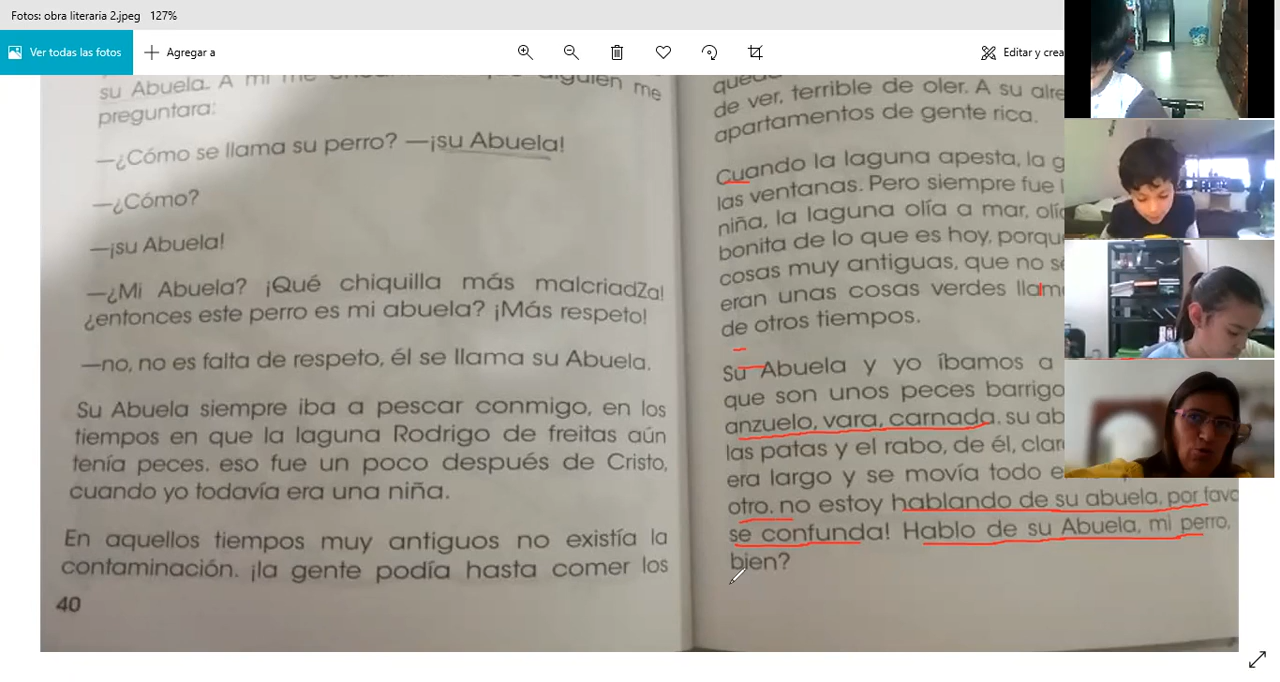 Fotos: obra literaria 2.jpeg 127%
Ver todas las fotos
Agregar a
Editar y crea
su Abuela. A mí me alguien me
preguntara:
—¿Cómo se llama su perro? —¡su Abuela!
—¿Cómo?
—¡su Abuela!
—¿Mi Abuela? ¡Qué chiquilla más malcriadZa!
¿entonces este perro es mi abuela? ¡Más respeto!
—no, no es falta de respeto, él se llama su Abuela.
Su Abuela siempre iba a pescar conmigo, en los
tiempos en que la laguna Rodrigo de freitas aún
tenía peces. eso fue un poco después de Cristo,
cuando yo todavía era una niña.
En aquellos tiempos muy antiguos no existía la
contaminación. ¡la gente podía hasta comer los
40
de ver, terrible de oler. A su alre
apartamentos de gente rica.
Cuando la laguna apesta, la g
las ventanas. Pero siempre fue l
niña, la laguna olía a mar, olí
bonita de lo que es hoy, porqu
cosas muy antiguas, que no s
eran unas cosas verdes llam
de otros tiempos.
Su Abuela y yo íbamos a
que son unos peces barrigo
anzuelo, vara, carnada. su ab
las patas y el rabo, de él, clar
era largo y se movía todo e
otro. no estoy hablando de su abuela, por favo
se confunda! Hablo de su Abuela, mi perro,
bien?